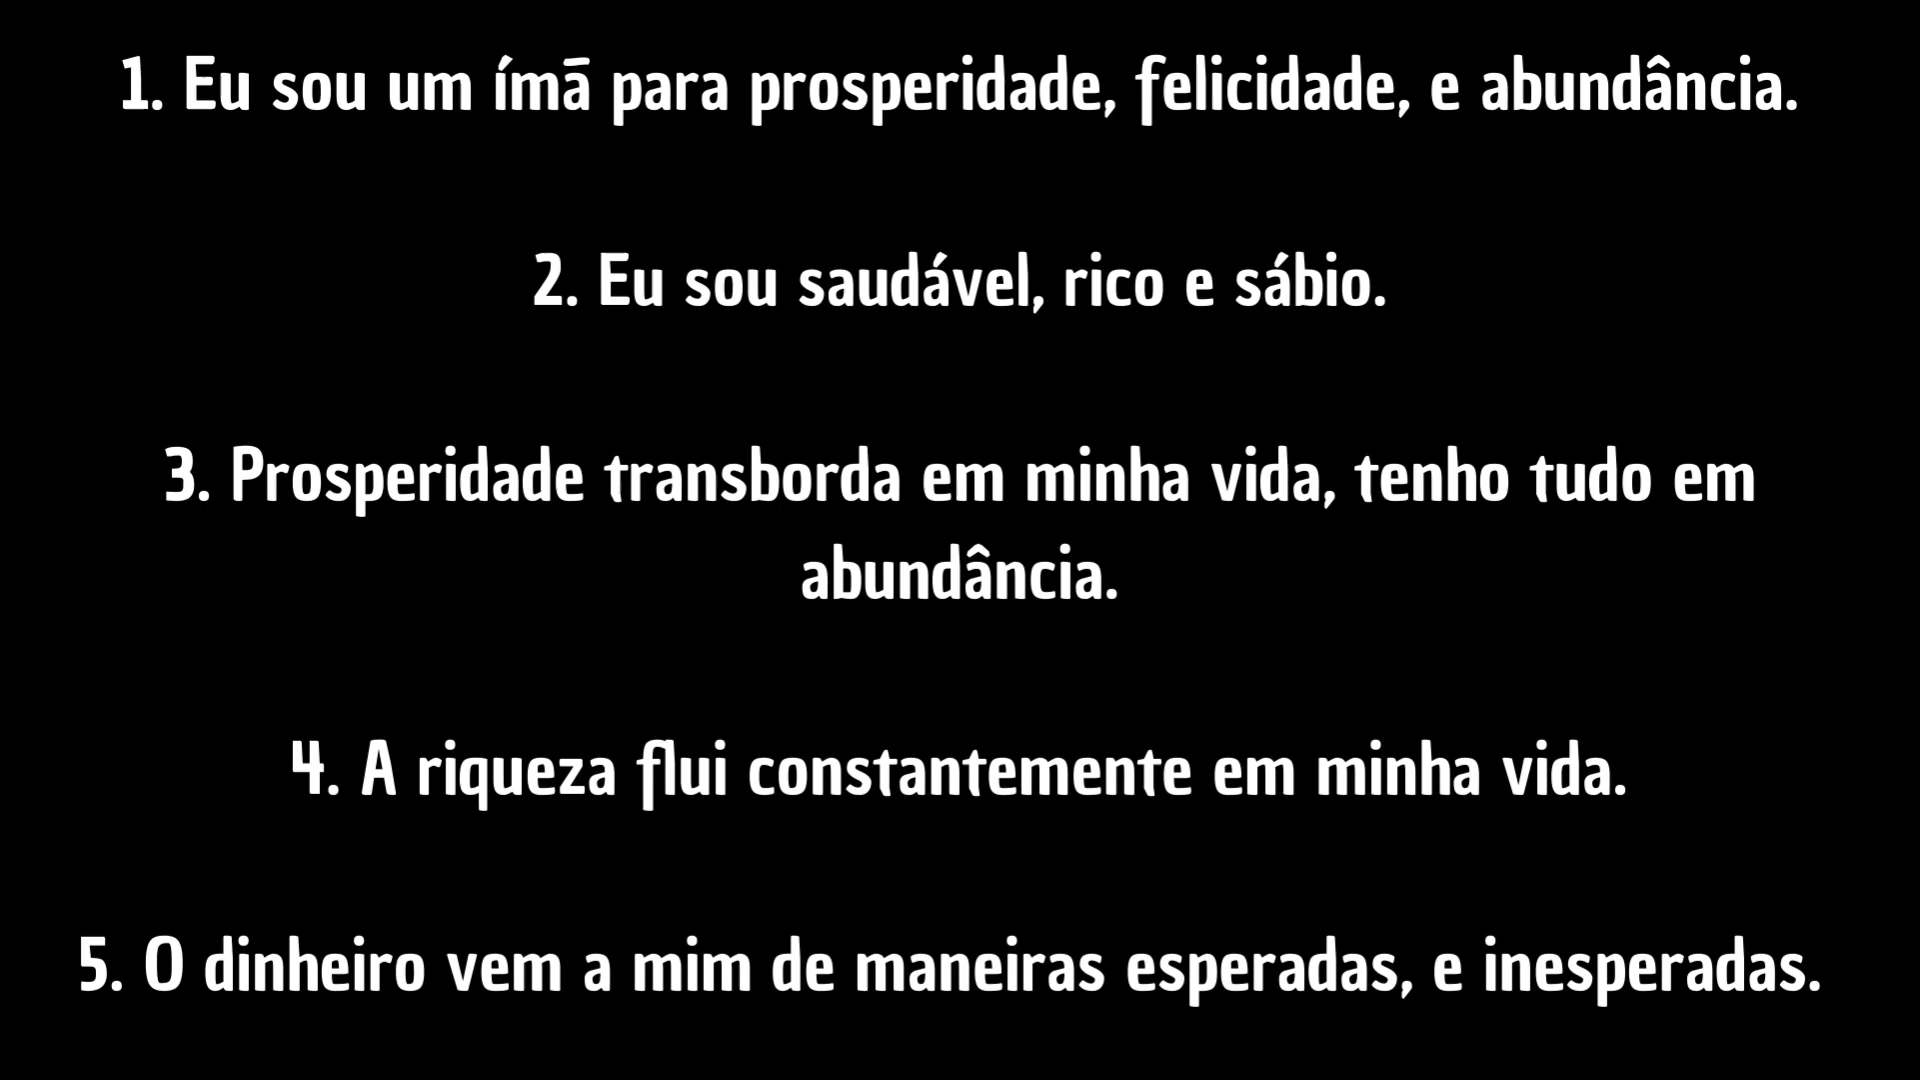 1. Eu sou um ímã para prosperidade, felicidade, e abundância.
2. Eu sou saudável, rico e sábio.
3. Prosperidade transborda em minha vida, tenho tudo em
abundância.
4. A riqueza flui constantemente em minha vida.
5. O dinheiro vem a mim de maneiras esperadas, e inesperadas.